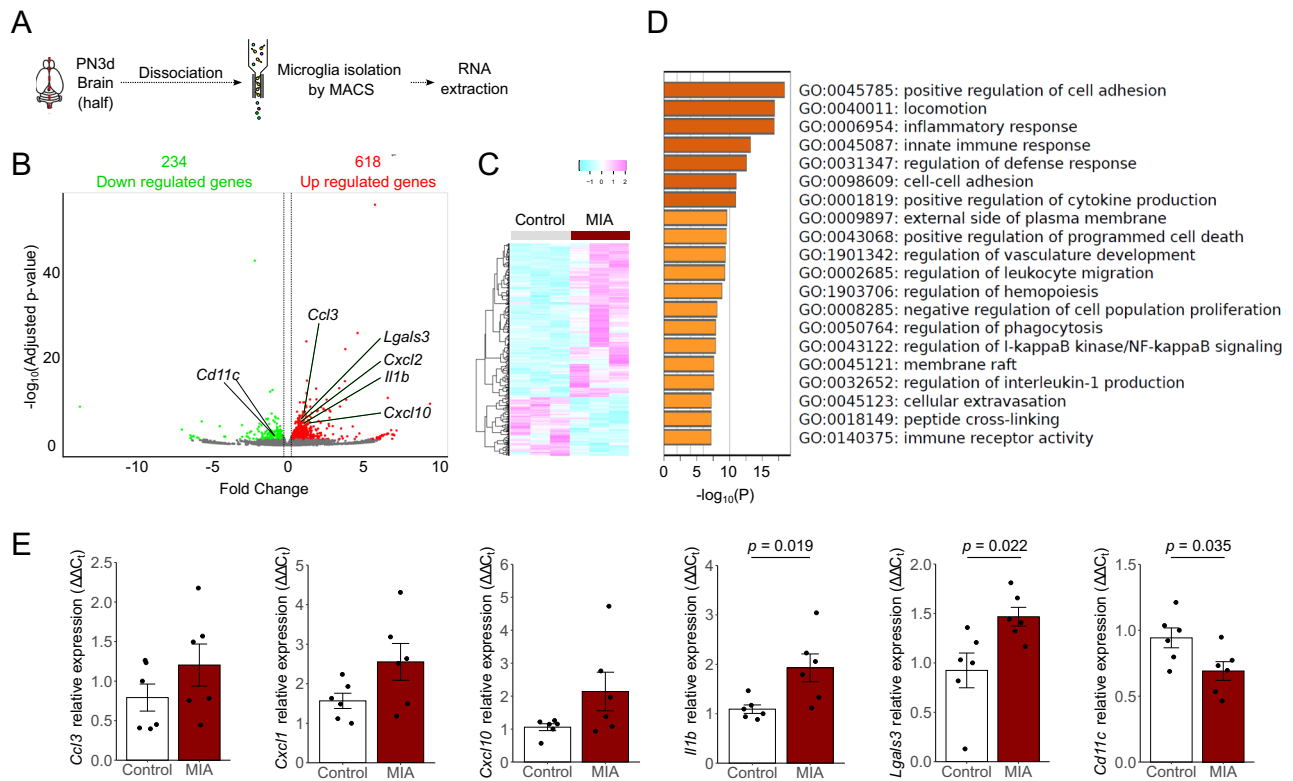 A
PN3d
Brain
(half)
Dissociation
Microglia isolation
by MACS
RNA
extraction
B
234
Down regulated genes
618
Up regulated genes
-log10(Adjusted p-value)
40
20
0
Ccl3
Lgals3
Cxcl2
Il1b
Cxcl10
Cd11c
-10
-5
0
5
10
Fold Change
C
-1 0 1 2
Control
MIA
D
GO:0045785: positive regulation of cell adhesion
GO:0040011: locomotion
GO:0006954: inflammatory response
GO:0045087: innate immune response
GO:0031347: regulation of defense response
GO:0098609: cell-cell adhesion
GO:0001819: positive regulation of cytokine production
GO:0009897: external side of plasma membrane
GO:0043068: positive regulation of programmed cell death
GO:1901342: regulation of vasculature development
GO:0002685: regulation of leukocyte migration
GO:1903706: regulation of hemopoiesis
GO:0008285: negative regulation of cell population proliferation
GO:0050764: regulation of phagocytosis
GO:0043122: regulation of I-kappaB kinase/NF-kappaB signaling
GO:0045121: membrane raft
GO:0032652: regulation of interleukin-1 production
GO:0045123: cellular extravasation
GO:0018149: peptide cross-linking
GO:0140375: immune receptor activity
0 5 10 15
-log10(P)
E
Ccl3 relative expression (ΔΔCt)
2.5
2.0
1.5
1.0
0.5
0.0
Control MIA
Cxcl1 relative expression (ΔΔCt)
5
4
3
2
1
0
Control MIA
Cxcl10 relative expression (ΔΔCt)
6
5
4
3
2
1
0
Control MIA
Il1b relative expression (ΔΔCt)
p = 0.019
4
3
2
1
0
Control MIA
Lgals3 relative expression (ΔΔCt)
p = 0.022
2.0
1.5
1.0
0.5
0.0
Control MIA
Cd11c relative expression (ΔΔCt)
p = 0.035
1.5
1.0
0.5
0.0
Control MIA